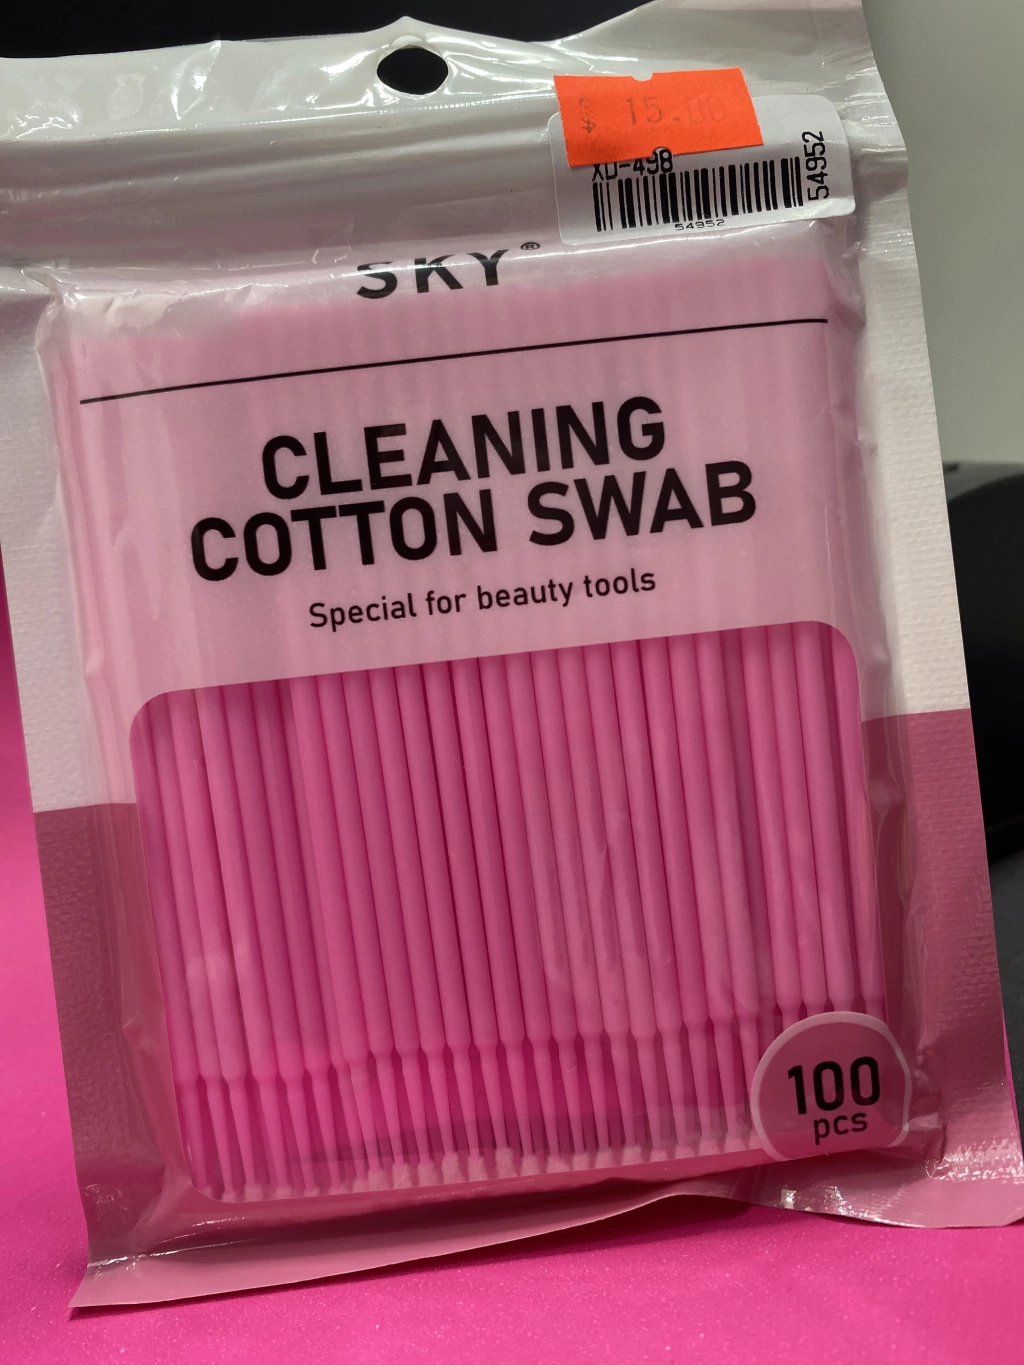 $ 15.00
XD-498
54952
54952
SKY®
CLEANING
COTTON SWAB
Special for beauty tools
100
pcs